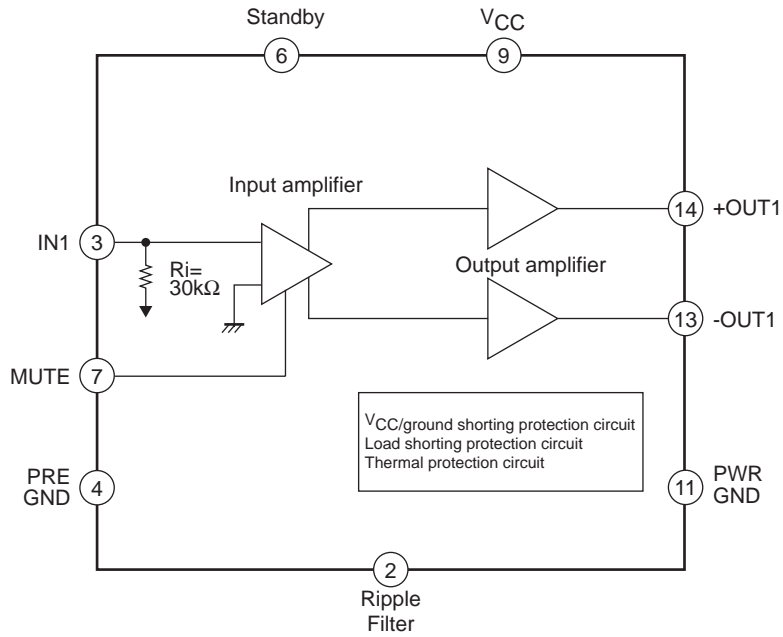 Standby
VCC
6
9
Input amplifier
14
+OUT1
IN1
3
Ri=
30kΩ
Output amplifier
13
-OUT1
MUTE
7
VCC/ground shorting protection circuit
Load shorting protection circuit
Thermal protection circuit
PRE
GND
4
11
PWR
GND
2
Ripple
Filter